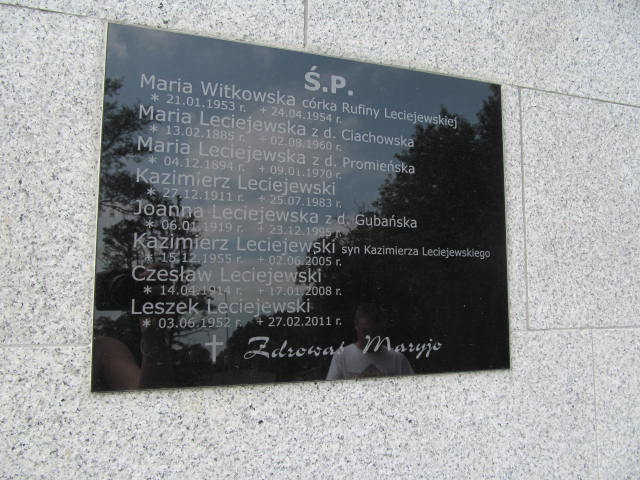 Ś.P.
Maria Witkowska córka Rufiny Leciejewskiej
* 21.01.1953 r. + 24.04.1954 r.
Maria Leciejewska z d. Ciachowska
* 13.02.1885 r. + 02.08.1960 r.
Maria Leciejewska z d. Promieńska
* 04.12.1894 r. + 09.01.1970 r.
Kazimierz Leciejewski
* 27.12.1911 r. + 25.07.1983 r.
Joanna Leciejewska z d. Gubańska
* 06.01.1919 r. + 23.12.1995 r.
Kazimierz Leciejewski syn Kazimierza Leciejewskiego
* 15.12.1955 r. + 02.06.2005 r.
Czesław Leciejewski
* 14.04.1914 r. + 17.01.2008 r.
Leszek Leciejewski
* 03.06.1952 r. + 27.02.2011 r.
Zdrowaś Maryjo